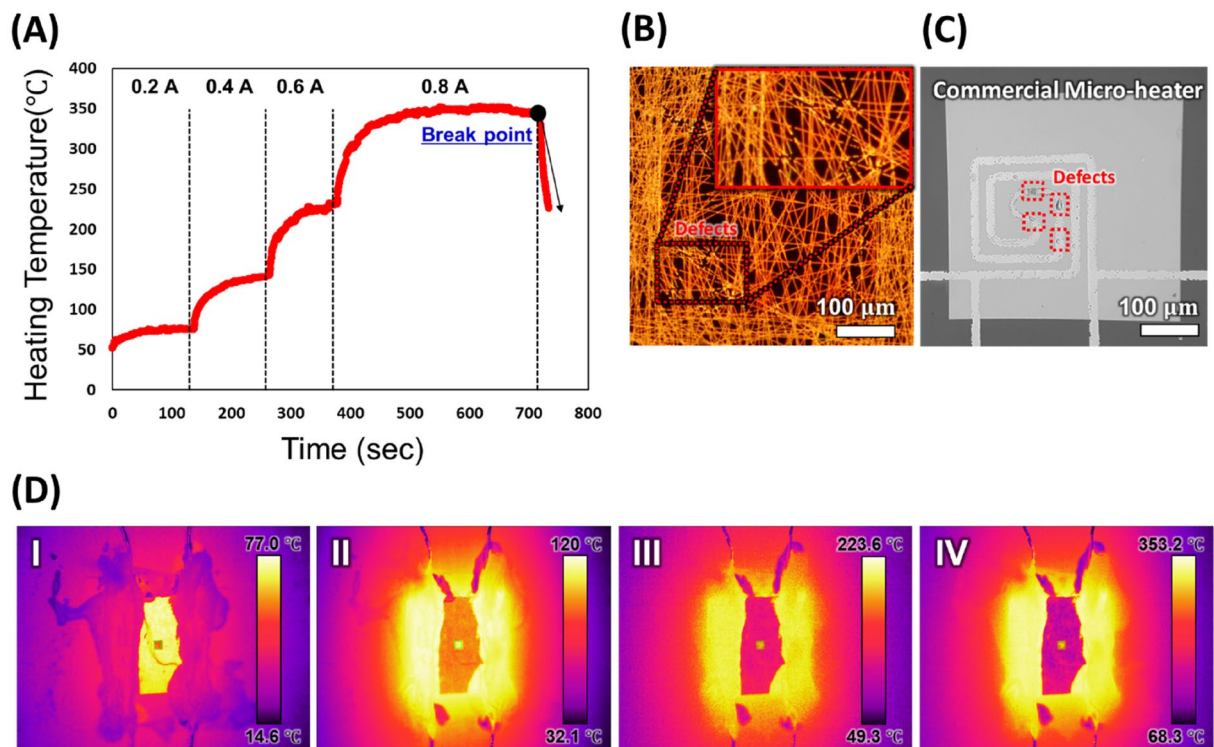 (A)
400
350
300
250
200
150
100
50
0
Heating Temperature(°C)
0.2 A
0.4 A
0.6 A
0.8 A
Break point
0
100
200
300
400
500
600
700
800
Time (sec)
(B)
Defects
100 µm
(C)
Commercial Micro-heater
Defects
100 µm
(D)
I
77.0 °C
14.6 °C
II
120 °C
32.1 °C
III
223.6 °C
49.3 °C
IV
353.2 °C
68.3 °C